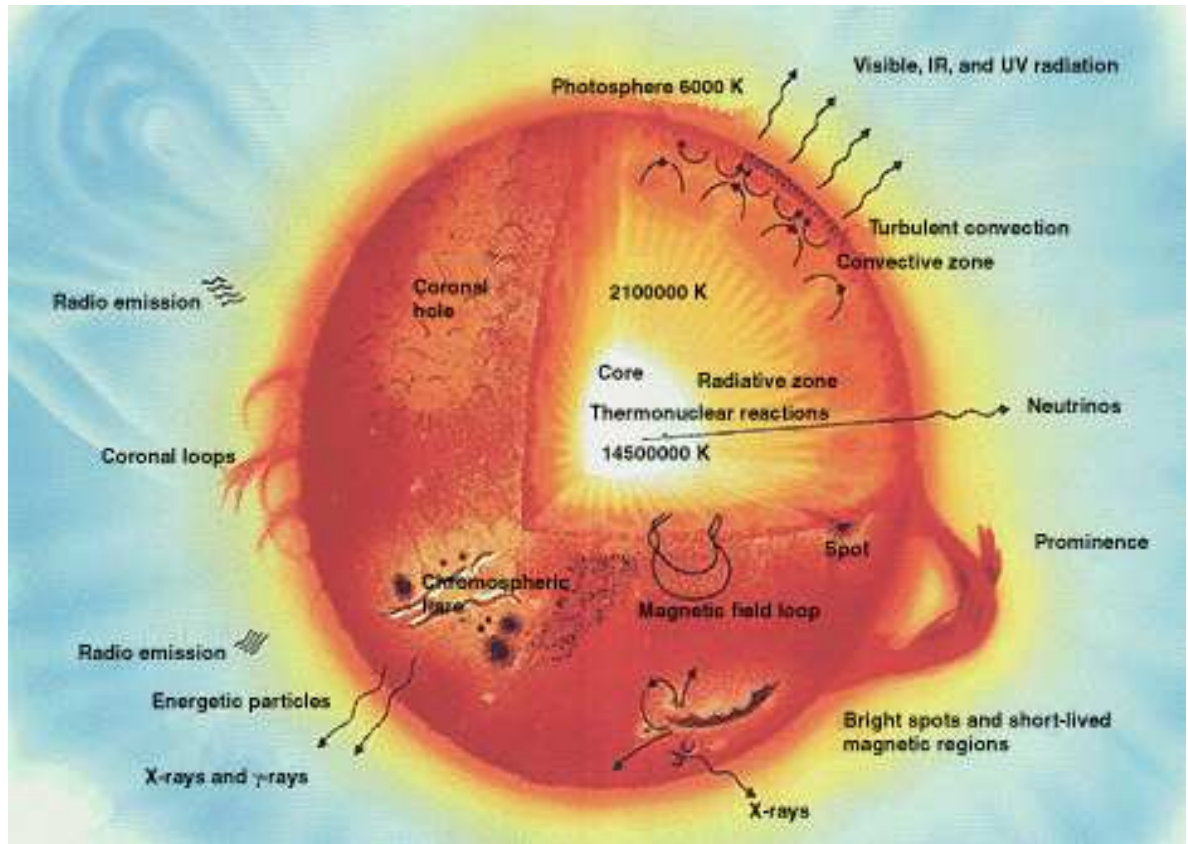 Visible, IR, and UV radiation
Photosphere 6000 K
Turbulent convection
Convective zone
Coronal
hole
2100000 K
Radio emission
Core
Radiative zone
Thermonuclear reactions
Neutrinos
14500000 K
Coronal loops
Spot
Prominence
Chromospheric
flare
Magnetic field loop
Radio emission
Energetic particles
Bright spots and short-lived
magnetic regions
X-rays and γ-rays
X-rays